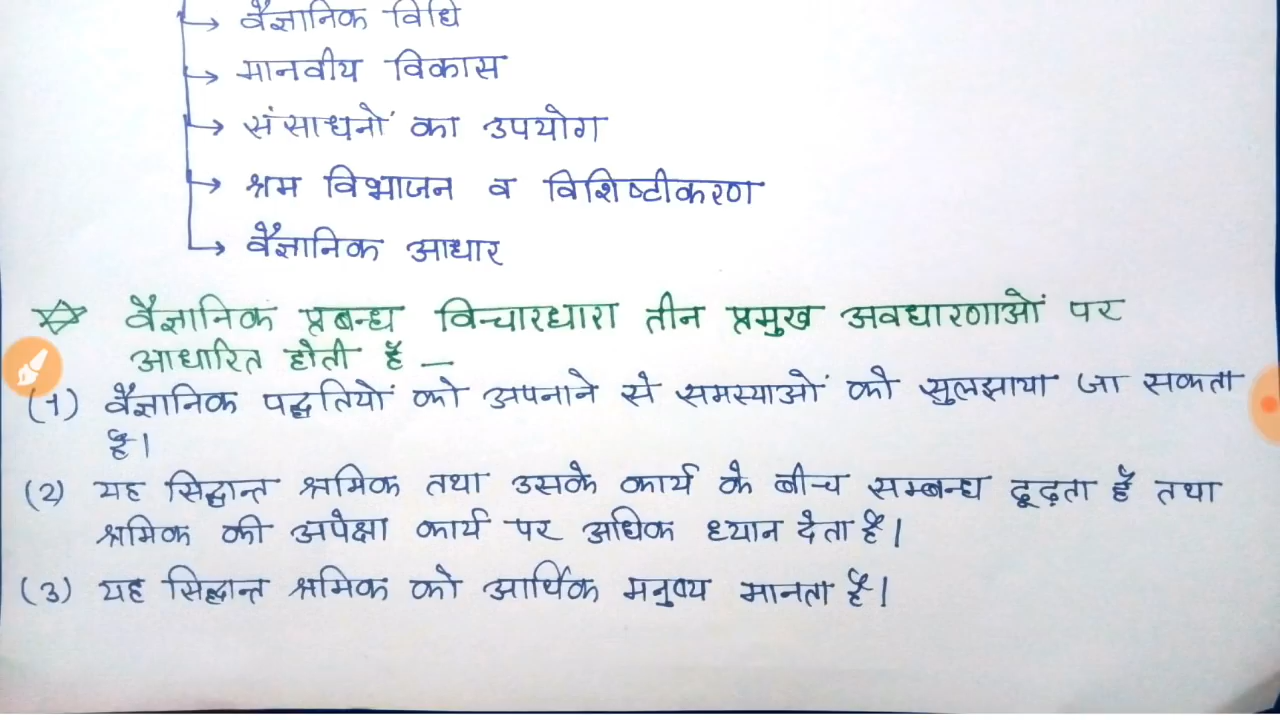 → वैज्ञानिक विधि
→ मानवीय विकास
→ संसाधनों का उपयोग
→ श्रम विभाजन व विशिष्टीकरण
→ वैज्ञानिक आधार
☆ वैज्ञानिक प्रबन्ध विचारधारा तीन प्रमुख अवधारणाओं पर
आधारित होती है —
(1) वैज्ञानिक पद्धतियों को अपनाने से समस्याओं को सुलझाया जा सकता
है।
(2) यह सिद्धान्त श्रमिक तथा उसके कार्य के बीच सम्बन्ध ढूढ़ता है तथा
श्रमिक की अपेक्षा कार्य पर अधिक ध्यान देता है।
(3) यह सिद्धान्त श्रमिक को आर्थिक मनुष्य मानता है।